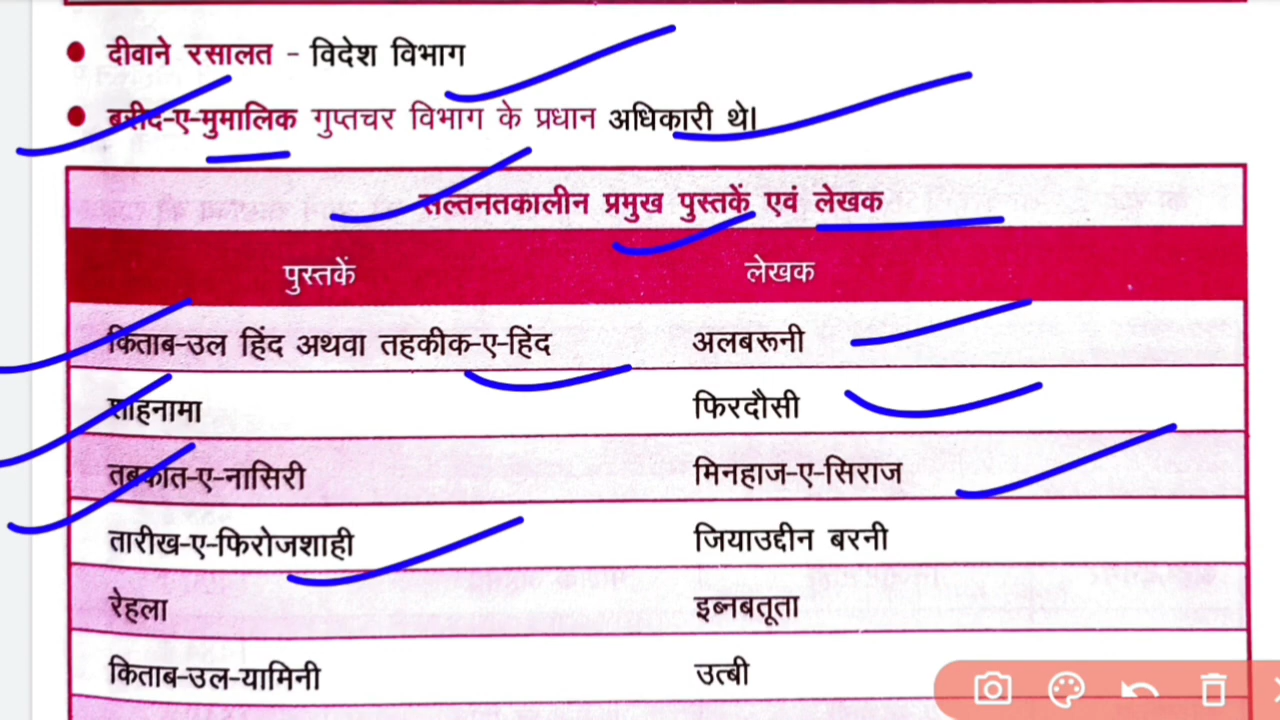 दीवाने रसालत - विदेश विभाग
बरीद-ए-मुमालिक गुप्तचर विभाग के प्रधान अधिकारी थे।
सल्तनतकालीन प्रमुख पुस्तकें एवं लेखक
पुस्तकें लेखक
किताब-उल हिंद अथवा तहकीक-ए-हिंद अलबरूनी
शाहनामा फिरदौसी
तबकात-ए-नासिरी मिनहाज-ए-सिराज
तारीख-ए-फिरोजशाही जियाउद्दीन बरनी
रेहला इब्नबतूता
किताब-उल-यामिनी उत्बी